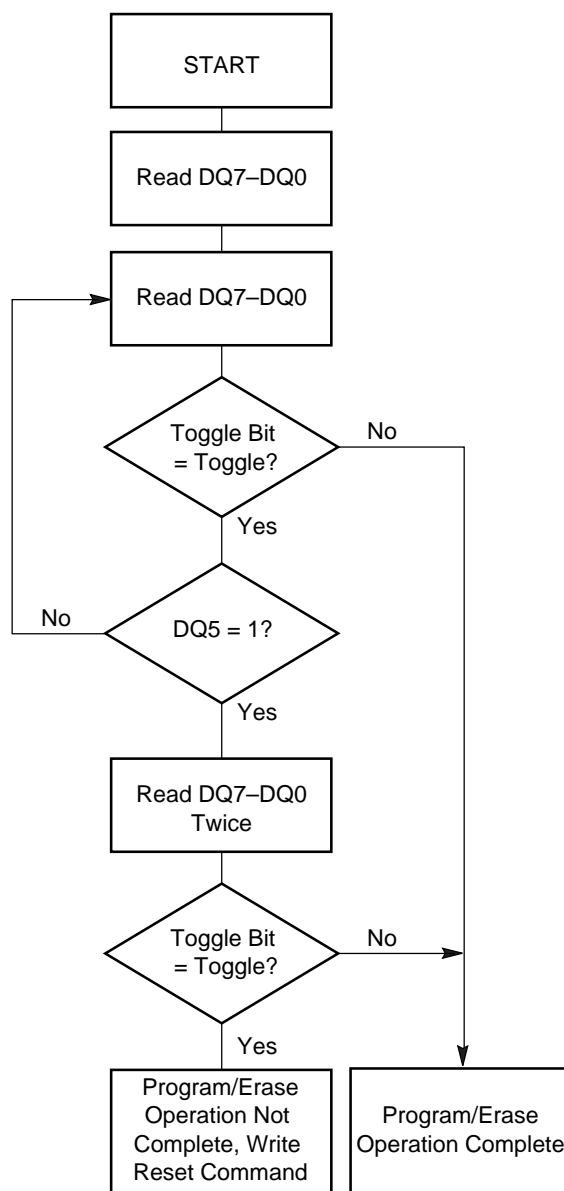 START
Read DQ7–DQ0
Read DQ7–DQ0
Toggle Bit
= Toggle?
No
Yes
No
DQ5 = 1?
Yes
Read DQ7–DQ0
Twice
Toggle Bit
= Toggle?
No
Yes
Program/Erase
Operation Not
Complete, Write
Reset Command
Program/Erase
Operation Complete